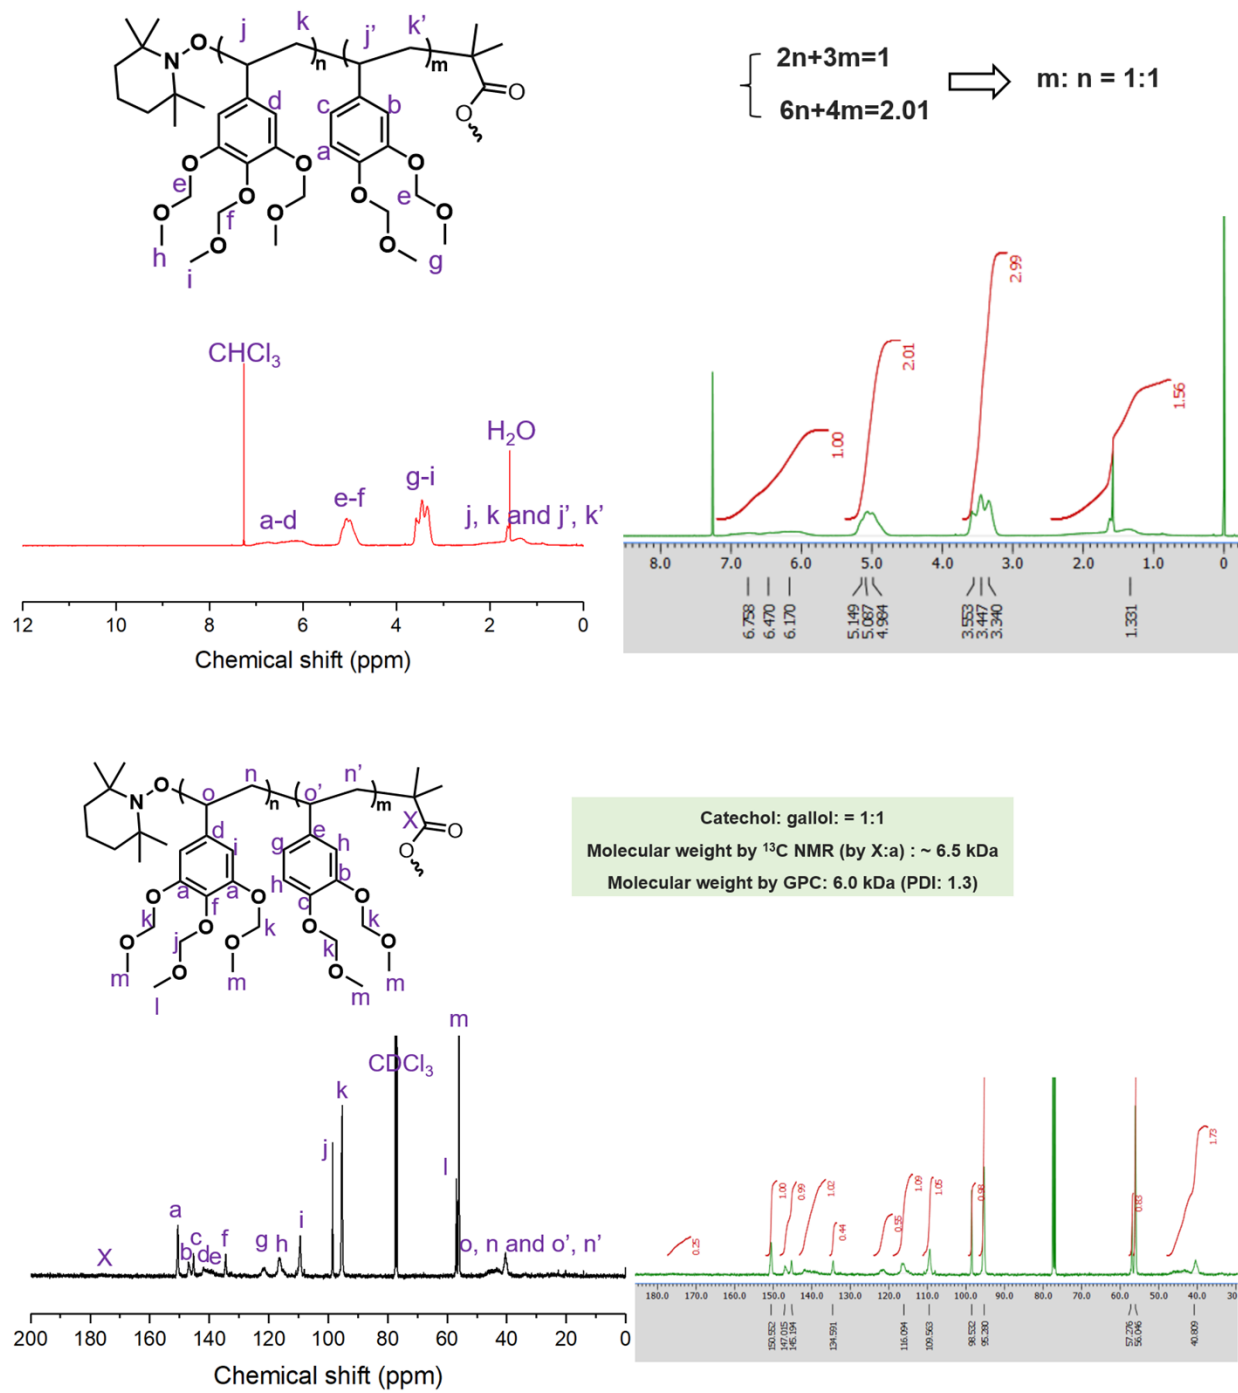 j
k
j'
k'
N
O
n
m
O
O
d
c
b
a
O
O
O
O
O
e
f
e
O
O
O
O
O
h
i
g
2n+3m=1
6n+4m=2.01
m: n = 1:1
CHCl3
H2O
a-d
e-f
g-i
j, k and j', k'
12 10 8 6 4 2 0
Chemical shift (ppm)
1.00
2.01
2.99
1.56
8.0 7.0 6.0 5.0 4.0 3.0 2.0 1.0 0
6.758
6.470
6.170
5.149
5.087
4.984
3.553
3.447
3.340
1.331
o
n
o'
n'
N
O
n
m
X
O
O
d
e
i
g
h
a
a
f
h
b
c
O
O
O
O
O
k
j
k
k
k
O
O
O
O
O
m
l
m
m
m
Catechol: gallol: = 1:1
Molecular weight by 13C NMR (by X:a) : ~ 6.5 kDa
Molecular weight by GPC: 6.0 kDa (PDI: 1.3)
X
a
b
c
d
e
f
g
h
i
j
k
CDCl3
l
m
o, n and o', n'
200 180 160 140 120 100 80 60 40 20 0
Chemical shift (ppm)
0.25
1.00
0.99
1.02
0.44
0.55
1.09
1.05
0.98
0.83
1.73
180.0 170.0 160.0 150.0 140.0 130.0 120.0 110.0 100.0 90.0 80.0 70.0 60.0 50.0 40.0 30.0
150.552
147.015
145.194
134.591
116.094
109.563
98.532
95.280
57.276
56.046
40.809